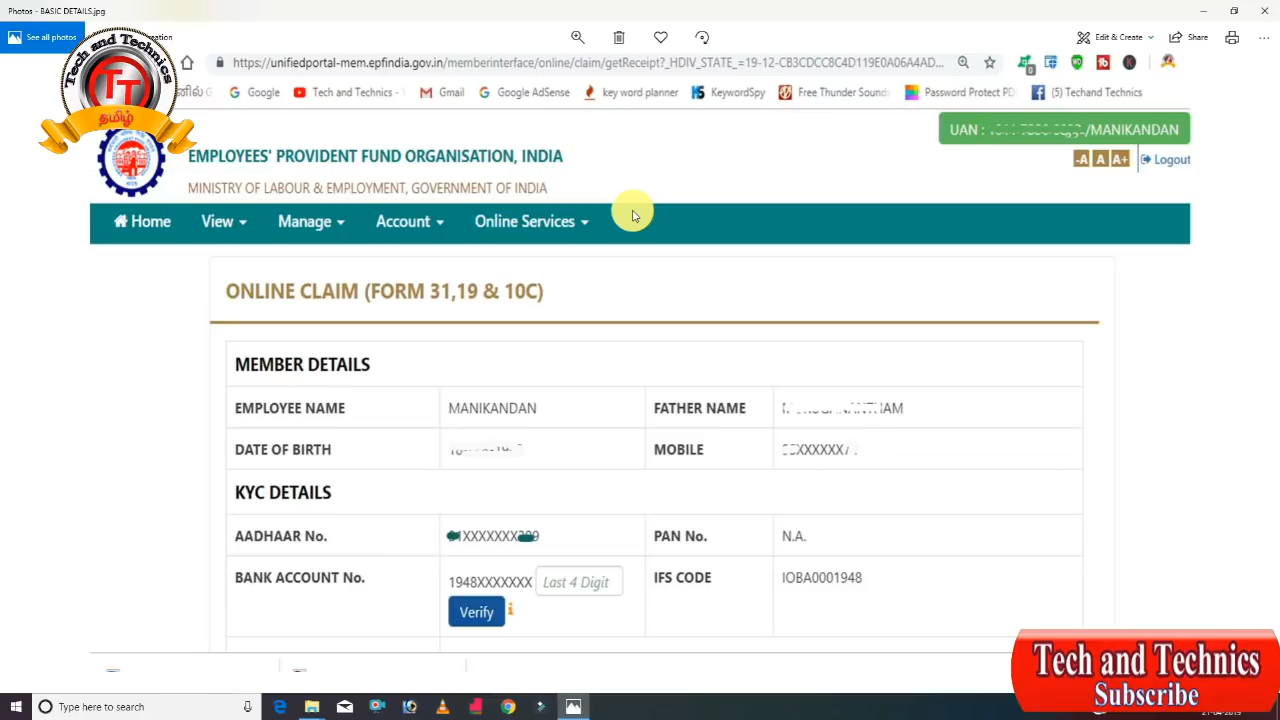 Photos - BASIC DETAILS.jpg
See all photos
Edit & Create
Share
Tech and Technics
TT
தமிழ்
https://unifiedportal-mem.epfindia.gov.in/memberinterface/online/claim/getReceipt?_HDIV_STATE_=19-12-CB3CDCC8C4D119E0A06A4AD...
Google
Tech and Technics -
Gmail
Google AdSense
key word planner
KeywordSpy
Free Thunder Sound
Password Protect PD
(5) Techand Technics
UAN : /MANIKANDAN
-A A A+ Logout
EMPLOYEES' PROVIDENT FUND ORGANISATION, INDIA
MINISTRY OF LABOUR & EMPLOYMENT, GOVERNMENT OF INDIA
Home View Manage Account Online Services
ONLINE CLAIM (FORM 31,19 & 10C)
MEMBER DETAILS
EMPLOYEE NAME MANIKANDAN FATHER NAME
DATE OF BIRTH MOBILE
KYC DETAILS
AADHAAR No. PAN No. N.A.
BANK ACCOUNT No. 1948XXXXXXX Last 4 Digit IFS CODE IOBA0001948
Verify
Tech and Technics
Subscribe
Type here to search